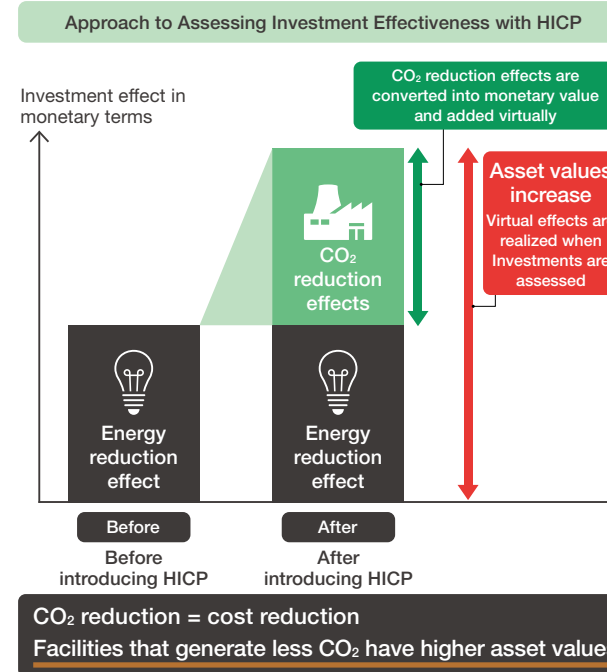 Approach to Assessing Investment Effectiveness with HICP
CO₂ reduction effects are
converted into monetary value
and added virtually
Investment effect in
monetary terms
Asset values
increase
Virtual effects are
realized when
Investments are
assessed
CO₂
reduction
effects
Energy
reduction
effect
Energy
reduction
effect
Before
After
Before
introducing HICP
After
introducing HICP
CO₂ reduction = cost reduction
Facilities that generate less CO₂ have higher asset value